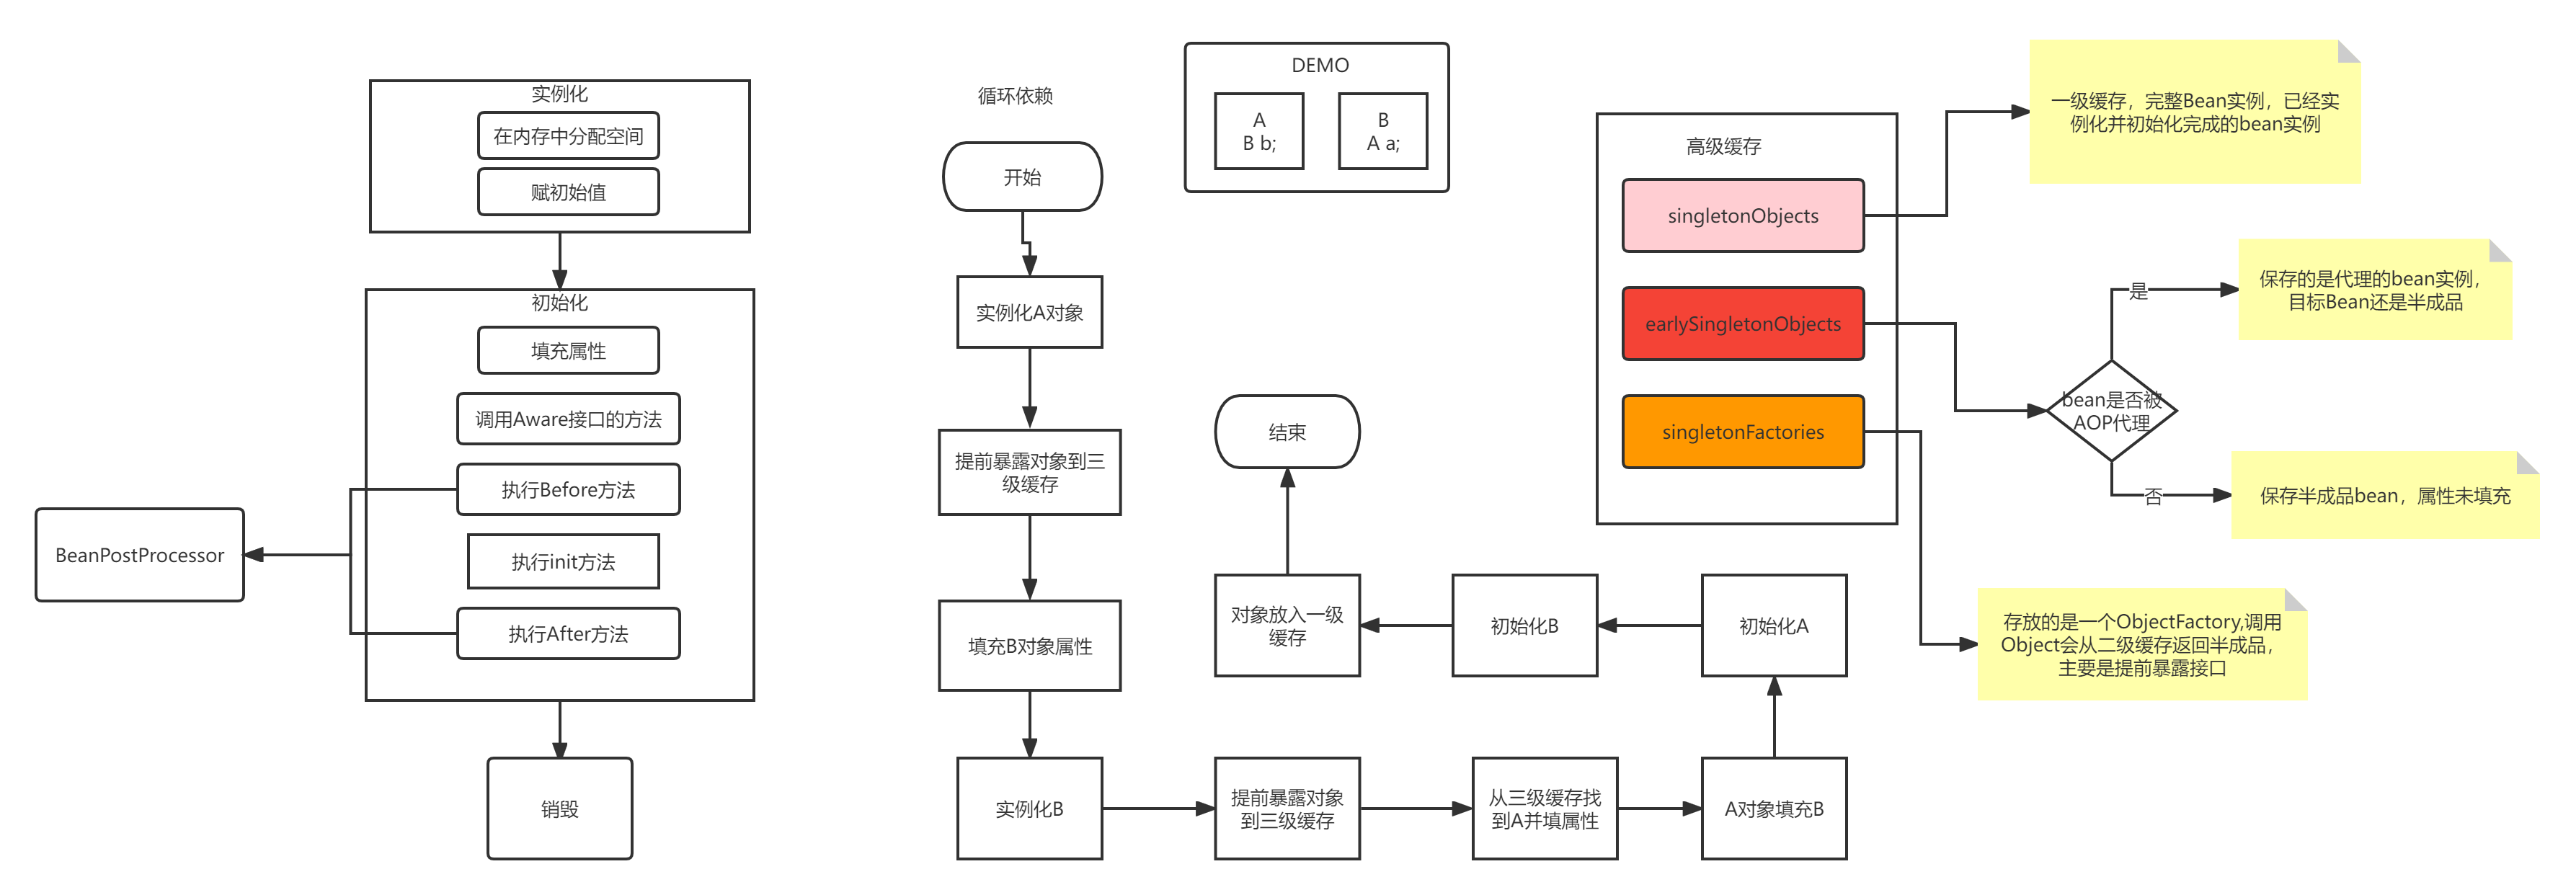 实例化
在内存中分配空间
赋初始值
初始化
填充属性
调用Aware接口的方法
执行Before方法
执行init方法
执行After方法
BeanPostProcessor
销毁
循环依赖
开始
实例化A对象
提前暴露对象到三
级缓存
填充B对象属性
实例化B
提前暴露对象
到三级缓存
从三级缓存找
到A并填属性
A对象填充B
初始化A
初始化B
对象放入一级
缓存
结束
DEMO
A
B b;
B
A a;
高级缓存
singletonObjects
earlySingletonObjects
singletonFactories
一级缓存，完整Bean实例，已经实
例化并初始化完成的bean实例
bean是否被
AOP代理
是
保存的是代理的bean实例，
目标Bean还是半成品
否
保存半成品bean，属性未填充
存放的是一个ObjectFactory,调用
Object会从二级缓存返回半成品，
主要是提前暴露接口